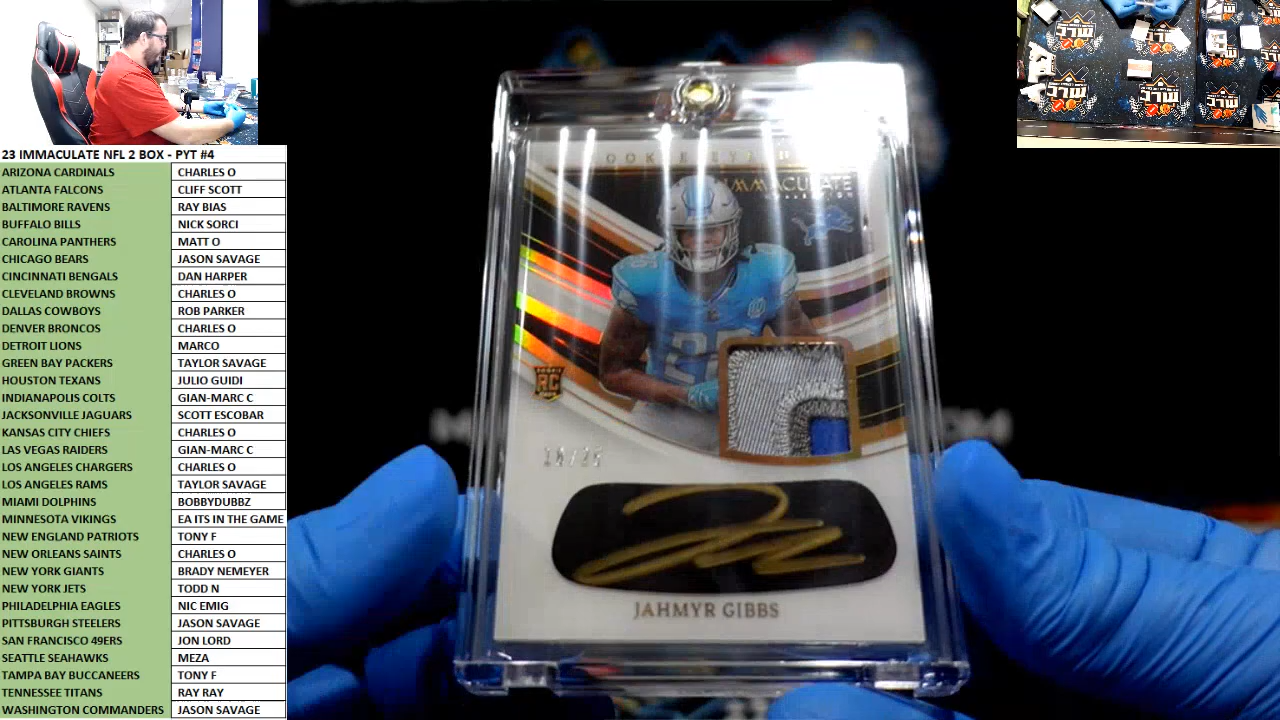 23 IMMACULATE NFL 2 BOX - PYT #4
ARIZONA CARDINALS CHARLES O
ATLANTA FALCONS CLIFF SCOTT
BALTIMORE RAVENS RAY BIAS
BUFFALO BILLS NICK SORCI
CAROLINA PANTHERS MATT O
CHICAGO BEARS JASON SAVAGE
CINCINNATI BENGALS DAN HARPER
CLEVELAND BROWNS CHARLES O
DALLAS COWBOYS ROB PARKER
DENVER BRONCOS CHARLES O
DETROIT LIONS MARCO
GREEN BAY PACKERS TAYLOR SAVAGE
HOUSTON TEXANS JULIO GUIDI
INDIANAPOLIS COLTS GIAN-MARC C
JACKSONVILLE JAGUARS SCOTT ESCOBAR
KANSAS CITY CHIEFS CHARLES O
LAS VEGAS RAIDERS GIAN-MARC C
LOS ANGELES CHARGERS CHARLES O
LOS ANGELES RAMS TAYLOR SAVAGE
MIAMI DOLPHINS BOBBYDUBBZ
MINNESOTA VIKINGS EA ITS IN THE GAME
NEW ENGLAND PATRIOTS TONY F
NEW ORLEANS SAINTS CHARLES O
NEW YORK GIANTS BRADY NEMEYER
NEW YORK JETS TODD N
PHILADELPHIA EAGLES NIC EMIG
PITTSBURGH STEELERS JASON SAVAGE
SAN FRANCISCO 49ERS JON LORD
SEATTLE SEAHAWKS MEZA
TAMPA BAY BUCCANEERS TONY F
TENNESSEE TITANS RAY RAY
WASHINGTON COMMANDERS JASON SAVAGE
IMMACULATE
COLLECTION
RC
JAHMYR GIBBS